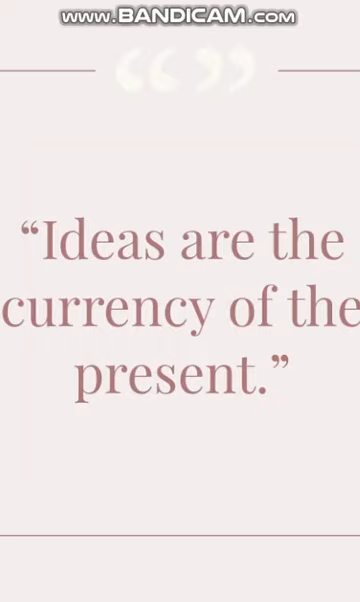 www.BANDICAM.com
“Ideas are the
currency of the
present.”